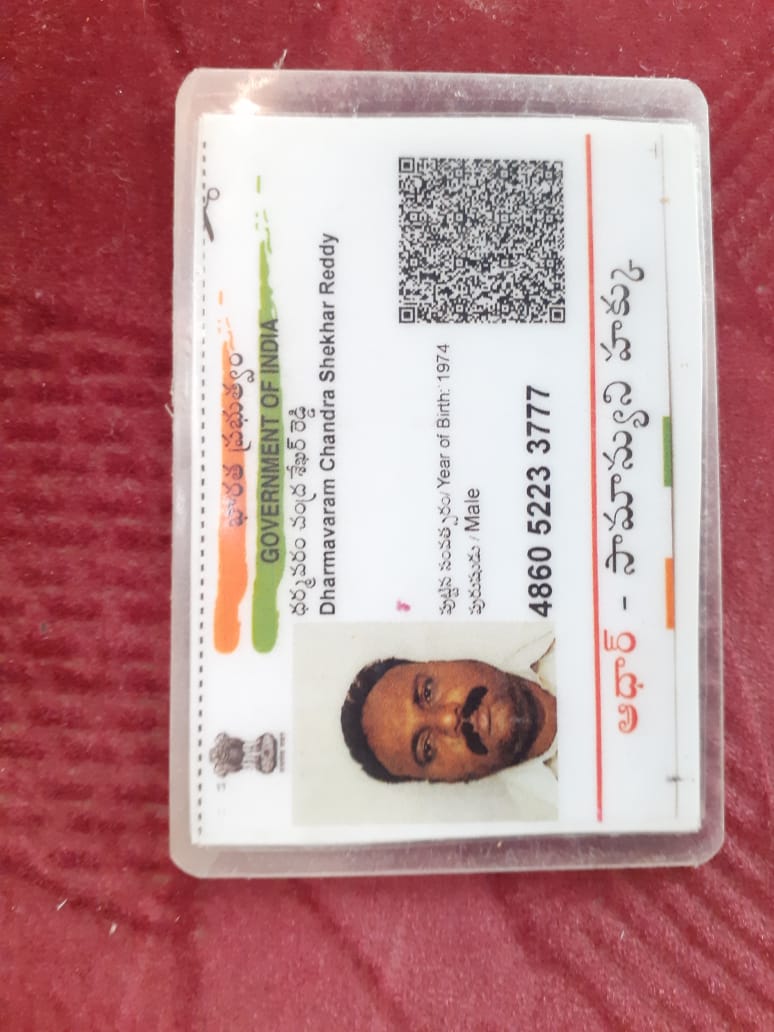 భారత ప్రభుత్వం
GOVERNMENT OF INDIA
ధర్మవరం చంద్ర శేఖర్ రెడ్డి
Dharmavaram Chandra Shekhar Reddy
పుట్టిన సంవత్సరం/ Year of Birth: 1974
పురుషుడు / Male
4860 5223 3777
ఆధార్ - సామాన్యుని హక్కు